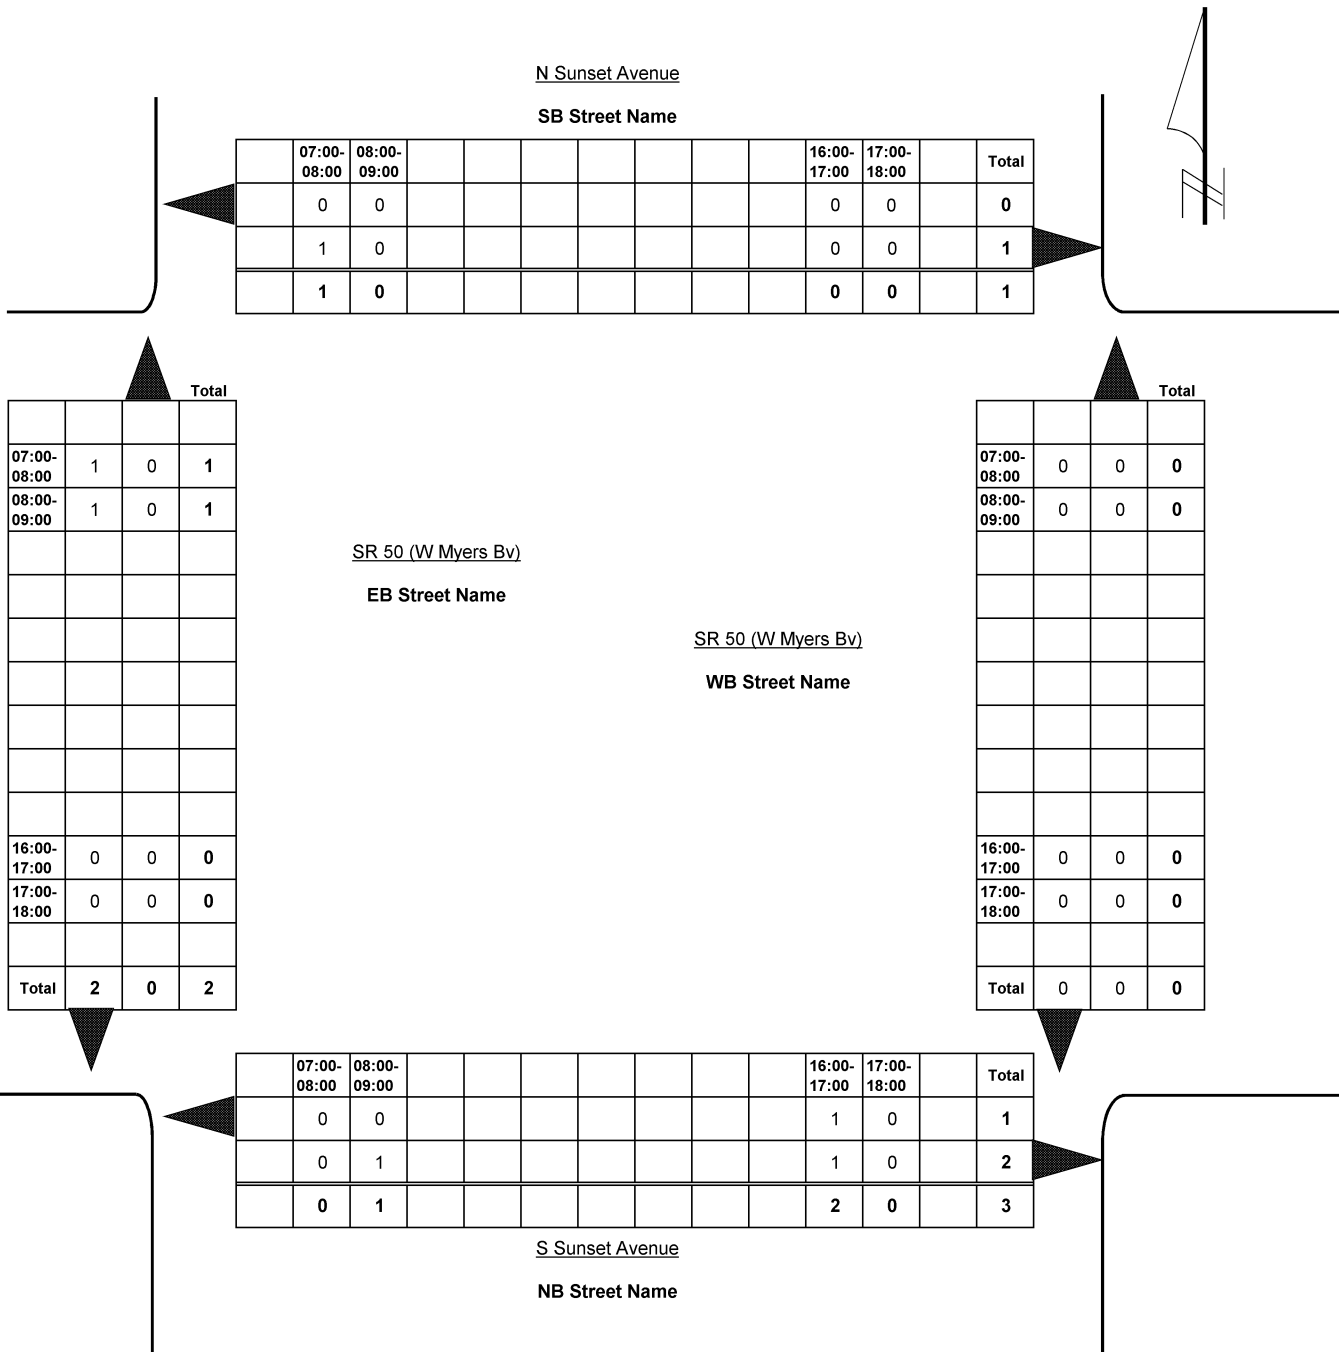 N Sunset Avenue
SB Street Name
07:00- 08:00- 16:00- 17:00- Total
08:00 09:00 17:00 18:00
0 0 0 0 0
1 0 0 0 1
1 0 0 0 1
Total
07:00-
08:00 1 0 1
08:00-
09:00 1 0 1
16:00-
17:00 0 0 0
17:00-
18:00 0 0 0
Total 2 0 2
SR 50 (W Myers Bv)
EB Street Name
SR 50 (W Myers Bv)
WB Street Name
Total
07:00-
08:00 0 0 0
08:00-
09:00 0 0 0
16:00-
17:00 0 0 0
17:00-
18:00 0 0 0
Total 0 0 0
07:00- 08:00- 16:00- 17:00- Total
08:00 09:00 17:00 18:00
0 0 1 0 1
0 1 1 0 2
0 1 2 0 3
S Sunset Avenue
NB Street Name
N